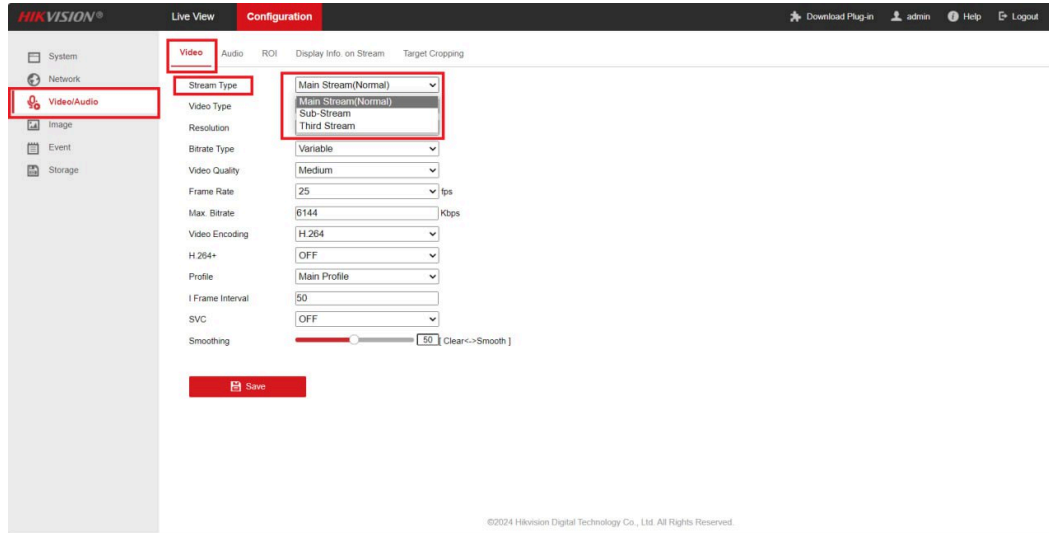 HIKVISION® Live View Configuration Download Plug-in admin Help Logout
System
Network
Video/Audio
Image
Event
Storage
Video Audio ROI Display Info. on Stream Target Cropping
Stream Type Main Stream(Normal)
Main Stream(Normal)
Sub-Stream
Third Stream
Video Type
Resolution
Bitrate Type Variable
Video Quality Medium
Frame Rate 25 fps
Max. Bitrate 6144 Kbps
Video Encoding H.264
H.264+ OFF
Profile Main Profile
I Frame Interval 50
SVC OFF
Smoothing 50 [ Clear<->Smooth ]
Save
©2024 Hikvision Digital Technology Co., Ltd. All Rights Reserved.